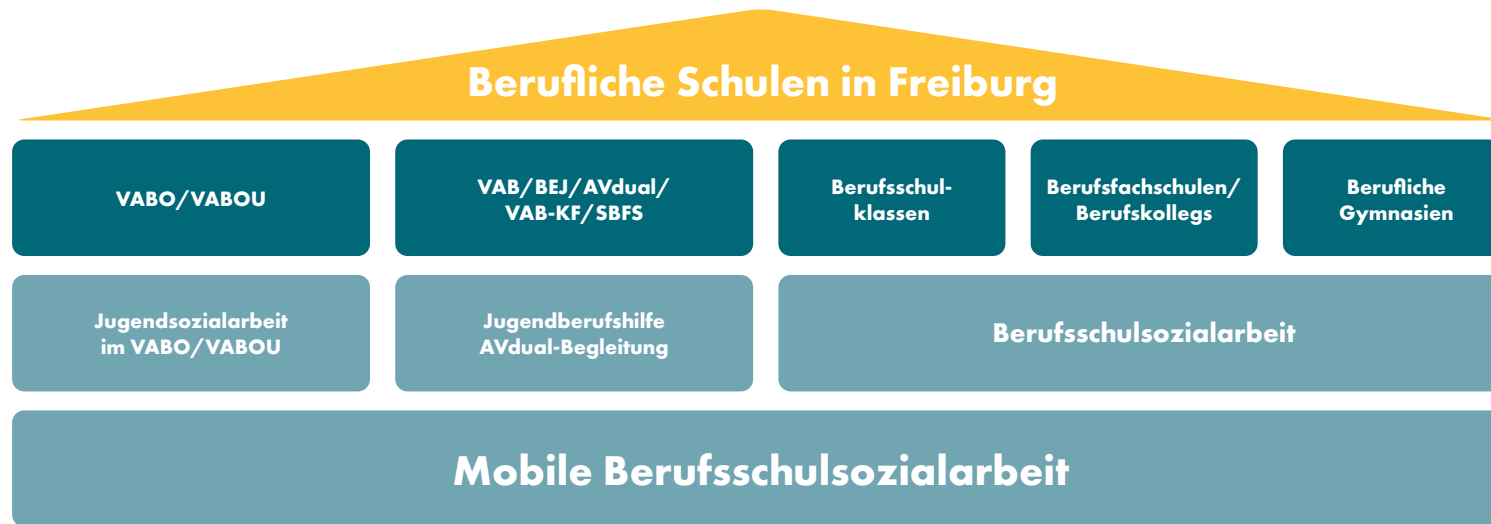 Berufliche Schulen in Freiburg
VABO/VABOU
VAB/BEJ/AVdual/
VAB-KF/SBFS
Berufsschul-
klassen
Berufsfachschulen/
Berufskollegs
Berufliche
Gymnasien
Jugendsozialarbeit
im VABO/VABOU
Jugendberufshilfe
AVdual-Begleitung
Berufsschulsozialarbeit
Mobile Berufsschulsozialarbeit